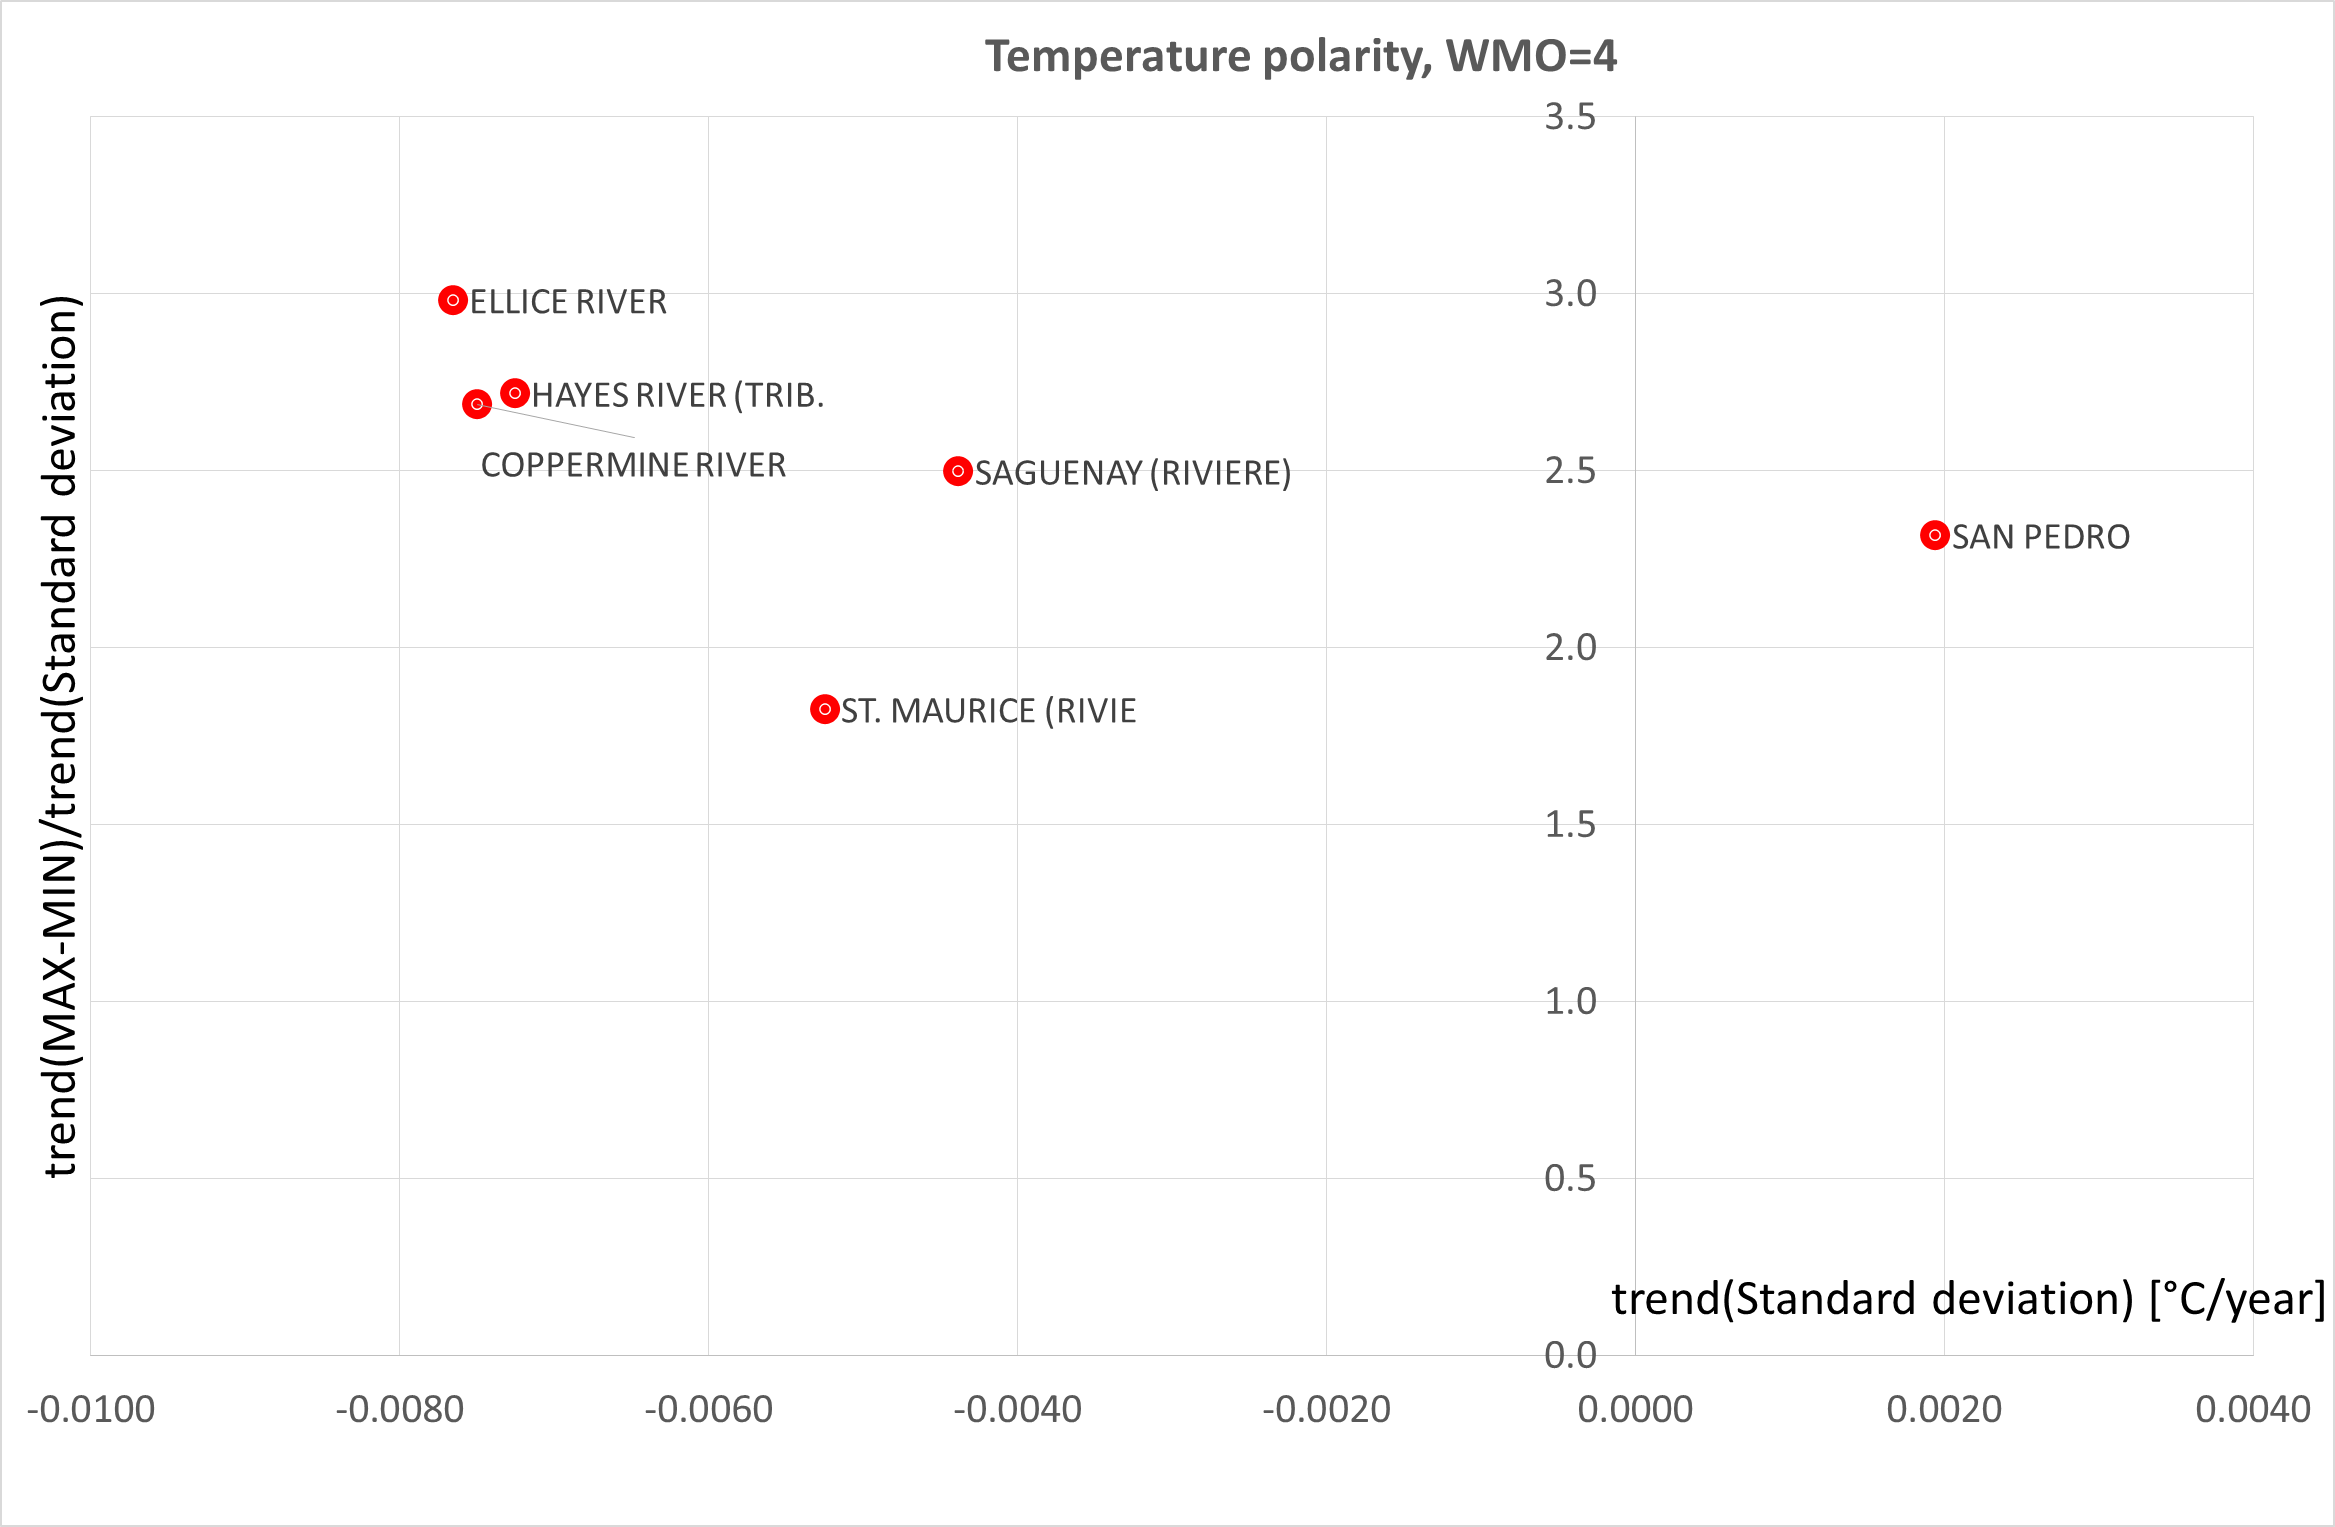 Temperature polarity, WMO=4
3.5
3.0
2.5
2.0
1.5
1.0
0.5
0.0
trend(MAX-MIN)/trend(Standard deviation)
ELLICE RIVER
HAYES RIVER (TRIB.
COPPERMINE RIVER
SAGUENAY (RIVIERE)
SAN PEDRO
ST. MAURICE (RIVIE
trend(Standard deviation) [°C/year]
-0.0100 -0.0080 -0.0060 -0.0040 -0.0020 0.0000 0.0020 0.0040